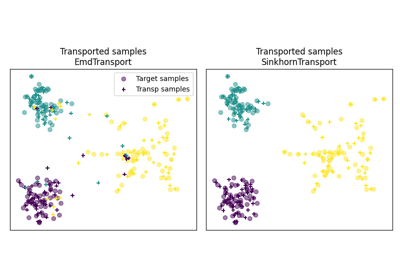 Transported samples
EmdTransport
Target samples
Transp samples
Transported samples
SinkhornTransport